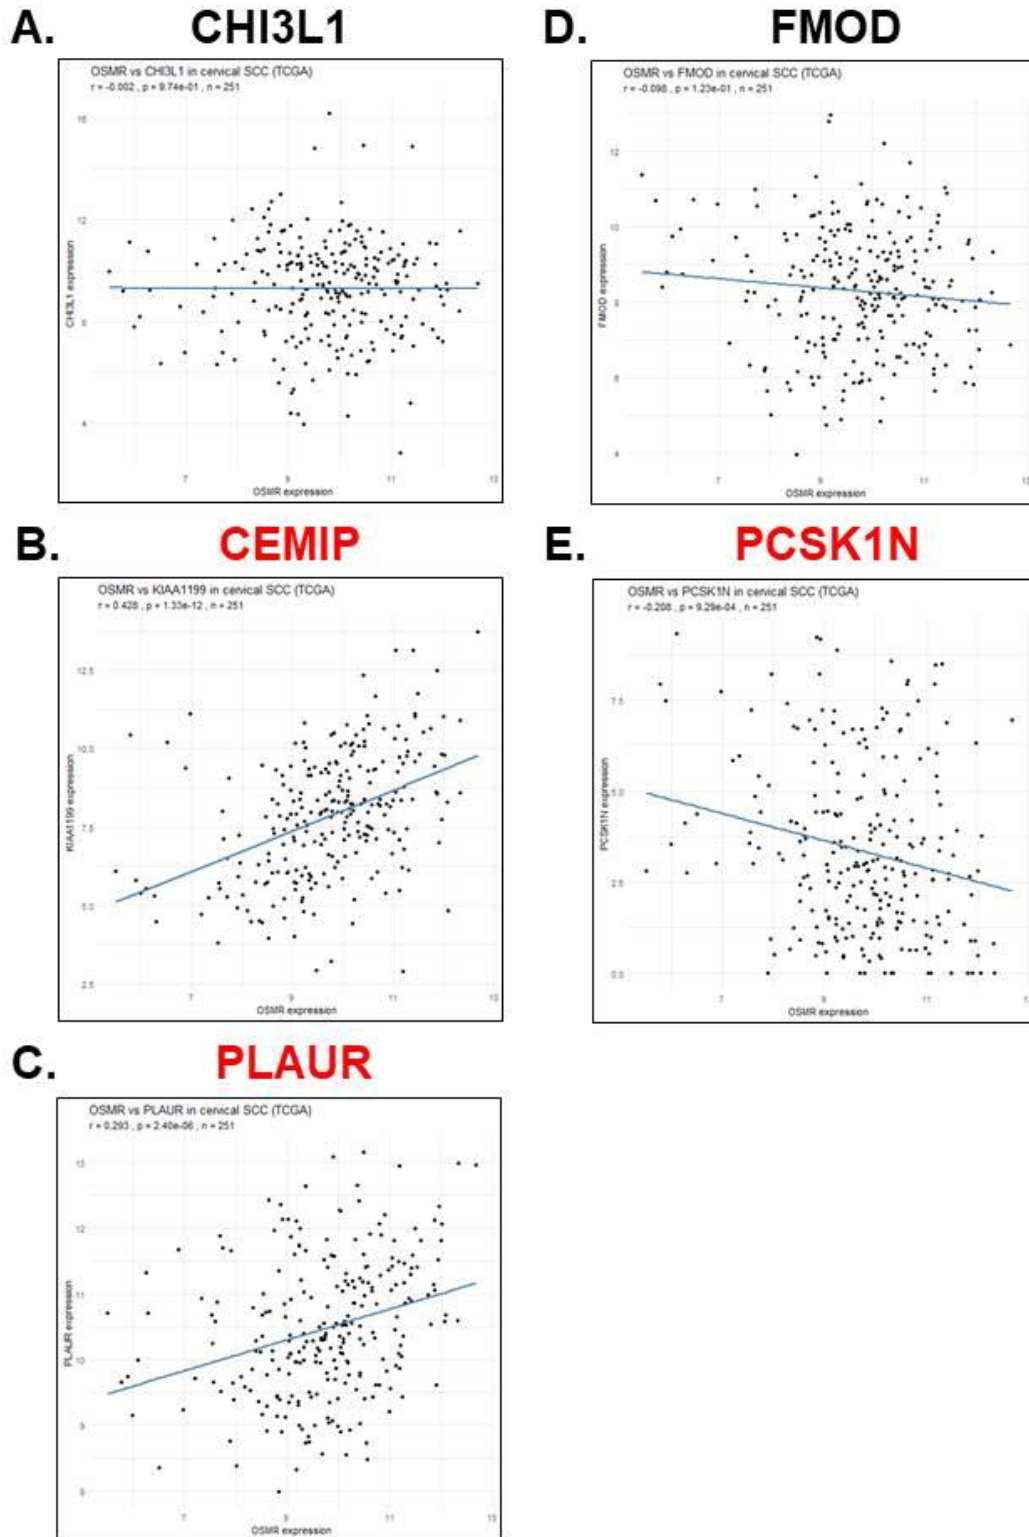 A. CHI3L1
OSMR vs CHI3L1 in cervical SCC (TCGA)
r = -0.002 , p = 9.74e-01 , n = 251
16
12
8
4
CHI3L1 expression
7 9 11 13
OSMR expression
D. FMOD
OSMR vs FMOD in cervical SCC (TCGA)
r = -0.098 , p = 1.23e-01 , n = 251
12
10
8
6
4
FMOD expression
7 9 11 13
OSMR expression
B. CEMIP
OSMR vs KIAA1199 in cervical SCC (TCGA)
r = 0.428 , p = 1.33e-12 , n = 251
12.5
10.0
7.5
5.0
2.5
KIAA1199 expression
7 9 11 13
OSMR expression
E. PCSK1N
OSMR vs PCSK1N in cervical SCC (TCGA)
r = -0.208 , p = 9.29e-04 , n = 251
7.5
5.0
2.5
0.0
PCSK1N expression
7 9 11 13
OSMR expression
C. PLAUR
OSMR vs PLAUR in cervical SCC (TCGA)
r = 0.293 , p = 2.40e-06 , n = 251
13
12
11
10
9
8
PLAUR expression
7 9 11 13
OSMR expression